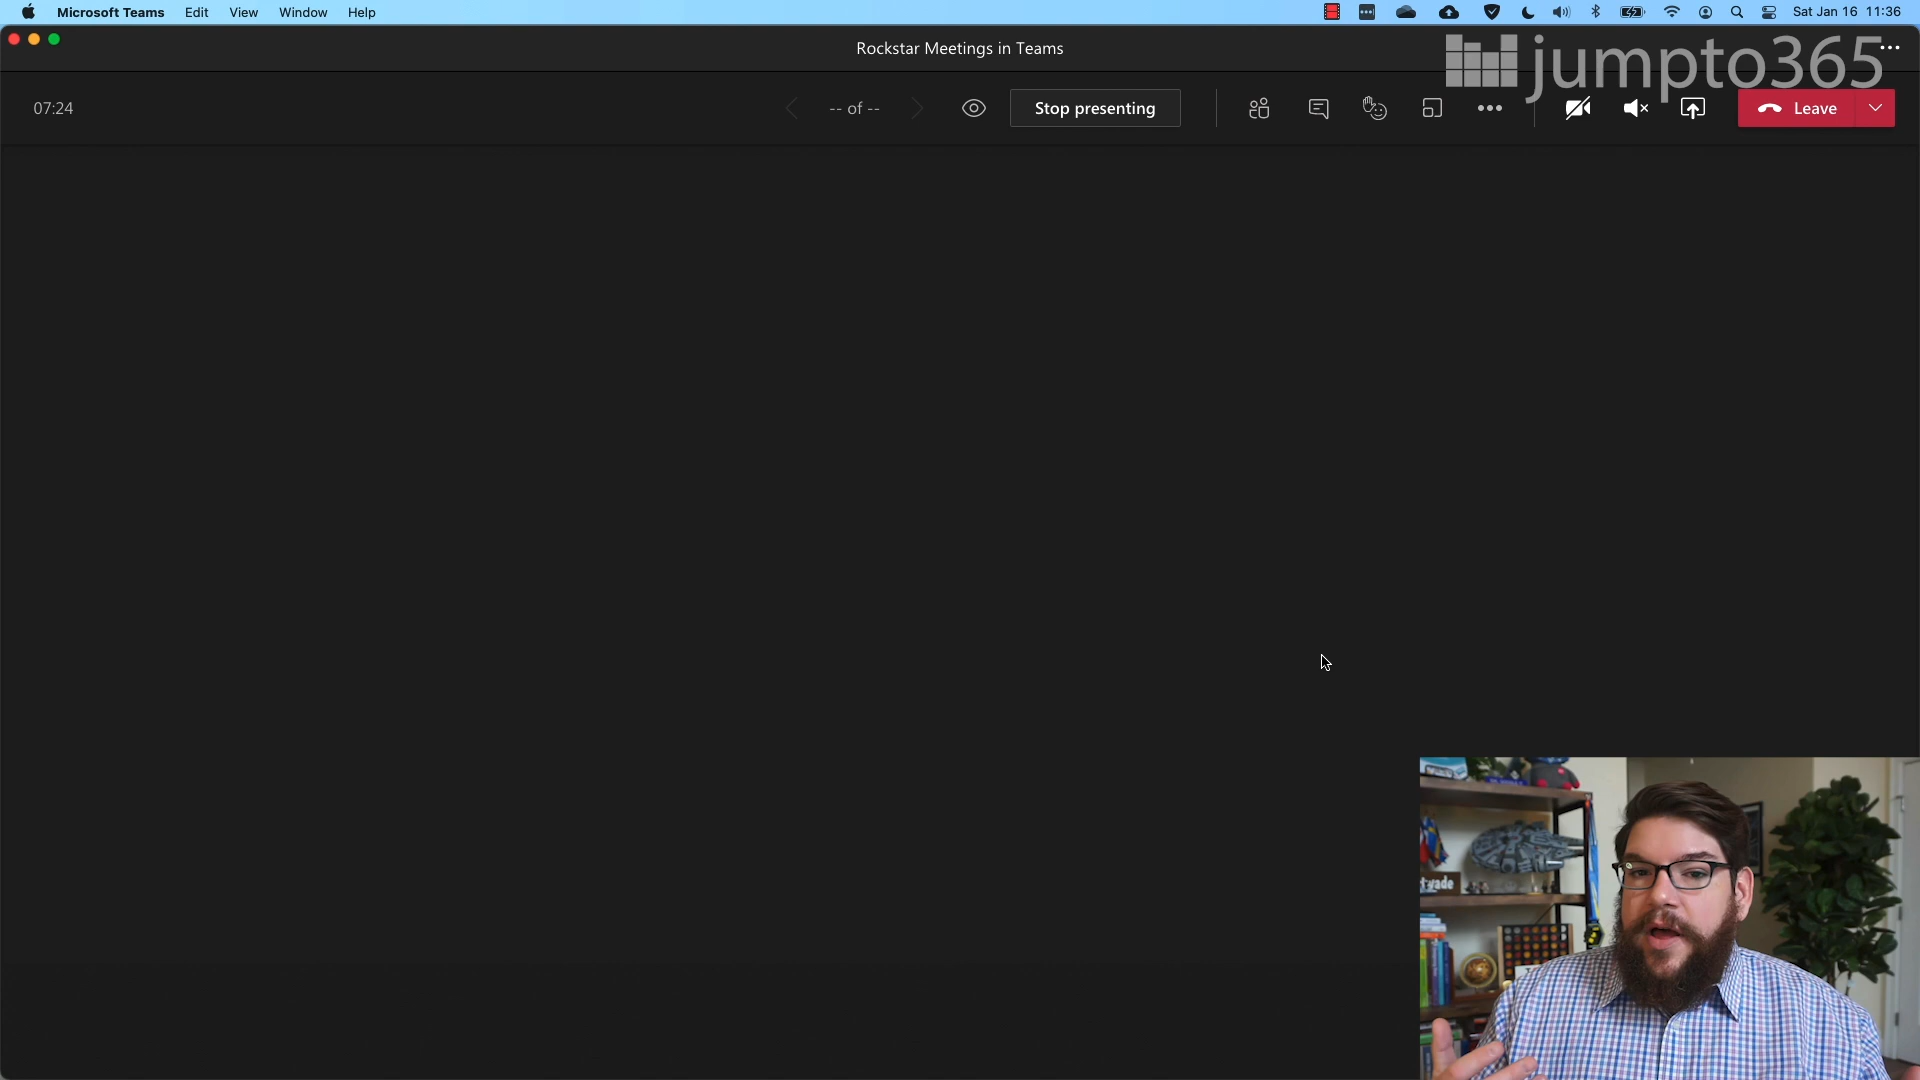 Microsoft Teams Edit View Window Help Sat Jan 16 11:36
Rockstar Meetings in Teams
jumpto365
07:24 -- of -- Stop presenting Leave